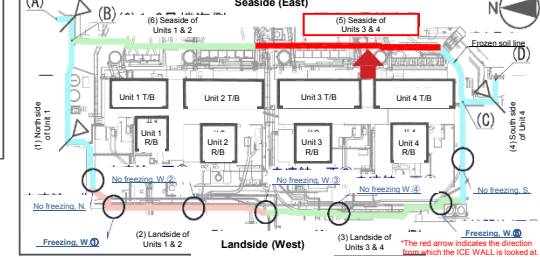 Seaside (East)
(A)
(B)
(6) Seaside of
Units 1 & 2
(5) Seaside of
Units 3 & 4
N
Frozen soil line
(D)
(1) North side
of Unit 1
Unit 1 T/B
Unit 2 T/B
Unit 3 T/B
Unit 4 T/B
(C)
(4) South side
of Unit 4
Unit 1
R/B
Unit 2
R/B
Unit 3
R/B
Unit 4
R/B
No freezing, W.②
No freezing, W.③
No freezing W.④
No freezing, S.
No freezing, N.
Freezing, W.①
(2) Landside of
Units 1 & 2
Landside (West)
(3) Landside of
Units 3 & 4
Freezing, W.
*The red arrow indicates the direction
from which the ICE WALL is looked at.